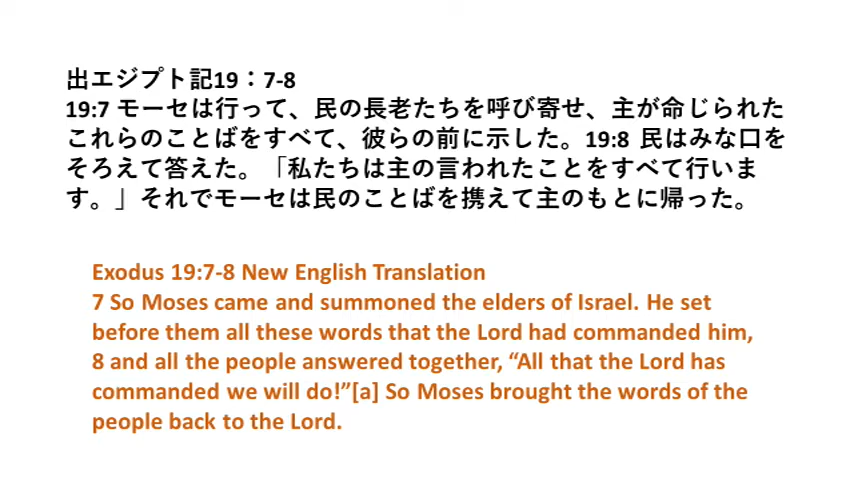 出エジプト記19：7-8
19:7 モーセは行って、民の長老たちを呼び寄せ、主が命じられた
これらのことばをすべて、彼らの前に示した。19:8 民はみな口を
そろえて答えた。「私たちは主の言われたことをすべて行いま
す。」それでモーセは民のことばを携えて主のもとに帰った。
Exodus 19:7-8 New English Translation
7 So Moses came and summoned the elders of Israel. He set
before them all these words that the Lord had commanded him,
8 and all the people answered together, “All that the Lord has
commanded we will do!”[a] So Moses brought the words of the
people back to the Lord.